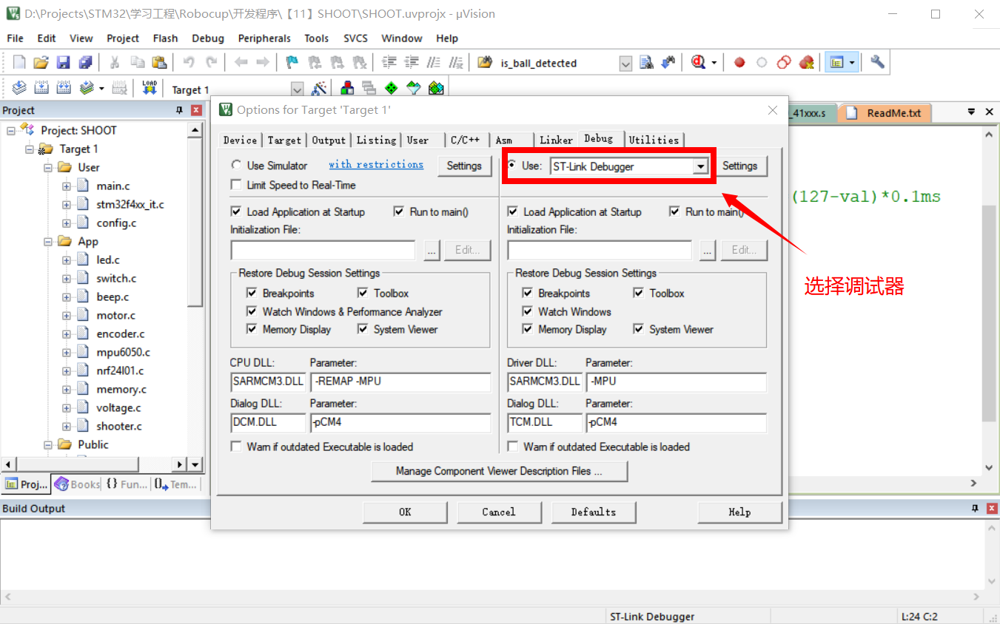 D:\Projects\STM32\学习工程\Robocup\开发程序\【11】SHOOT\SHOOT.uvprojx - µVision
File Edit View Project Flash Debug Peripherals Tools SVCS Window Help
is_ball_detected
LOAD Target 1
Project
Project: SHOOT
Target 1
User
main.c
stm32f4xx_it.c
config.c
App
led.c
switch.c
beep.c
motor.c
encoder.c
mpu6050.c
nrf24l01.c
memory.c
voltage.c
shooter.c
Public
Proj... Books {} Fun... Tem...
_41xxx.s ReadMe.txt
(127-val)*0.1ms
Options for Target 'Target 1'
Device Target Output Listing User C/C++ Asm Linker Debug Utilities
Use Simulator with restrictions Settings
Limit Speed to Real-Time
Load Application at Startup Run to main()
Initialization File:
... Edit...
Restore Debug Session Settings
Breakpoints Toolbox
Watch Windows & Performance Analyzer
Memory Display System Viewer
CPU DLL: Parameter:
SARMCM3.DLL -REMAP -MPU
Dialog DLL: Parameter:
DCM.DLL -pCM4
Warn if outdated Executable is loaded
Use: ST-Link Debugger Settings
Load Application at Startup Run to main()
Initialization File:
... Edit...
Restore Debug Session Settings
Breakpoints Toolbox
Watch Windows
Memory Display System Viewer
Driver DLL: Parameter:
SARMCM3.DLL -MPU
Dialog DLL: Parameter:
TCM.DLL -pCM4
Warn if outdated Executable is loaded
Manage Component Viewer Description Files ...
OK Cancel Defaults Help
选择调试器
Build Output
ST-Link Debugger L:24 C:2